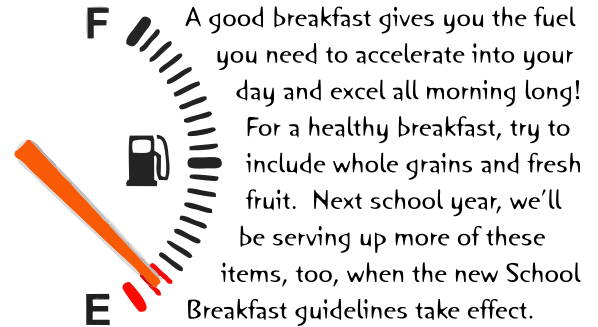 F
A good breakfast gives you the fuel
you need to accelerate into your
day and excel all morning long!
For a healthy breakfast, try to
include whole grains and fresh
fruit.  Next school year, we'll
be serving up more of these
items, too, when the new School
Breakfast guidelines take effect.
E